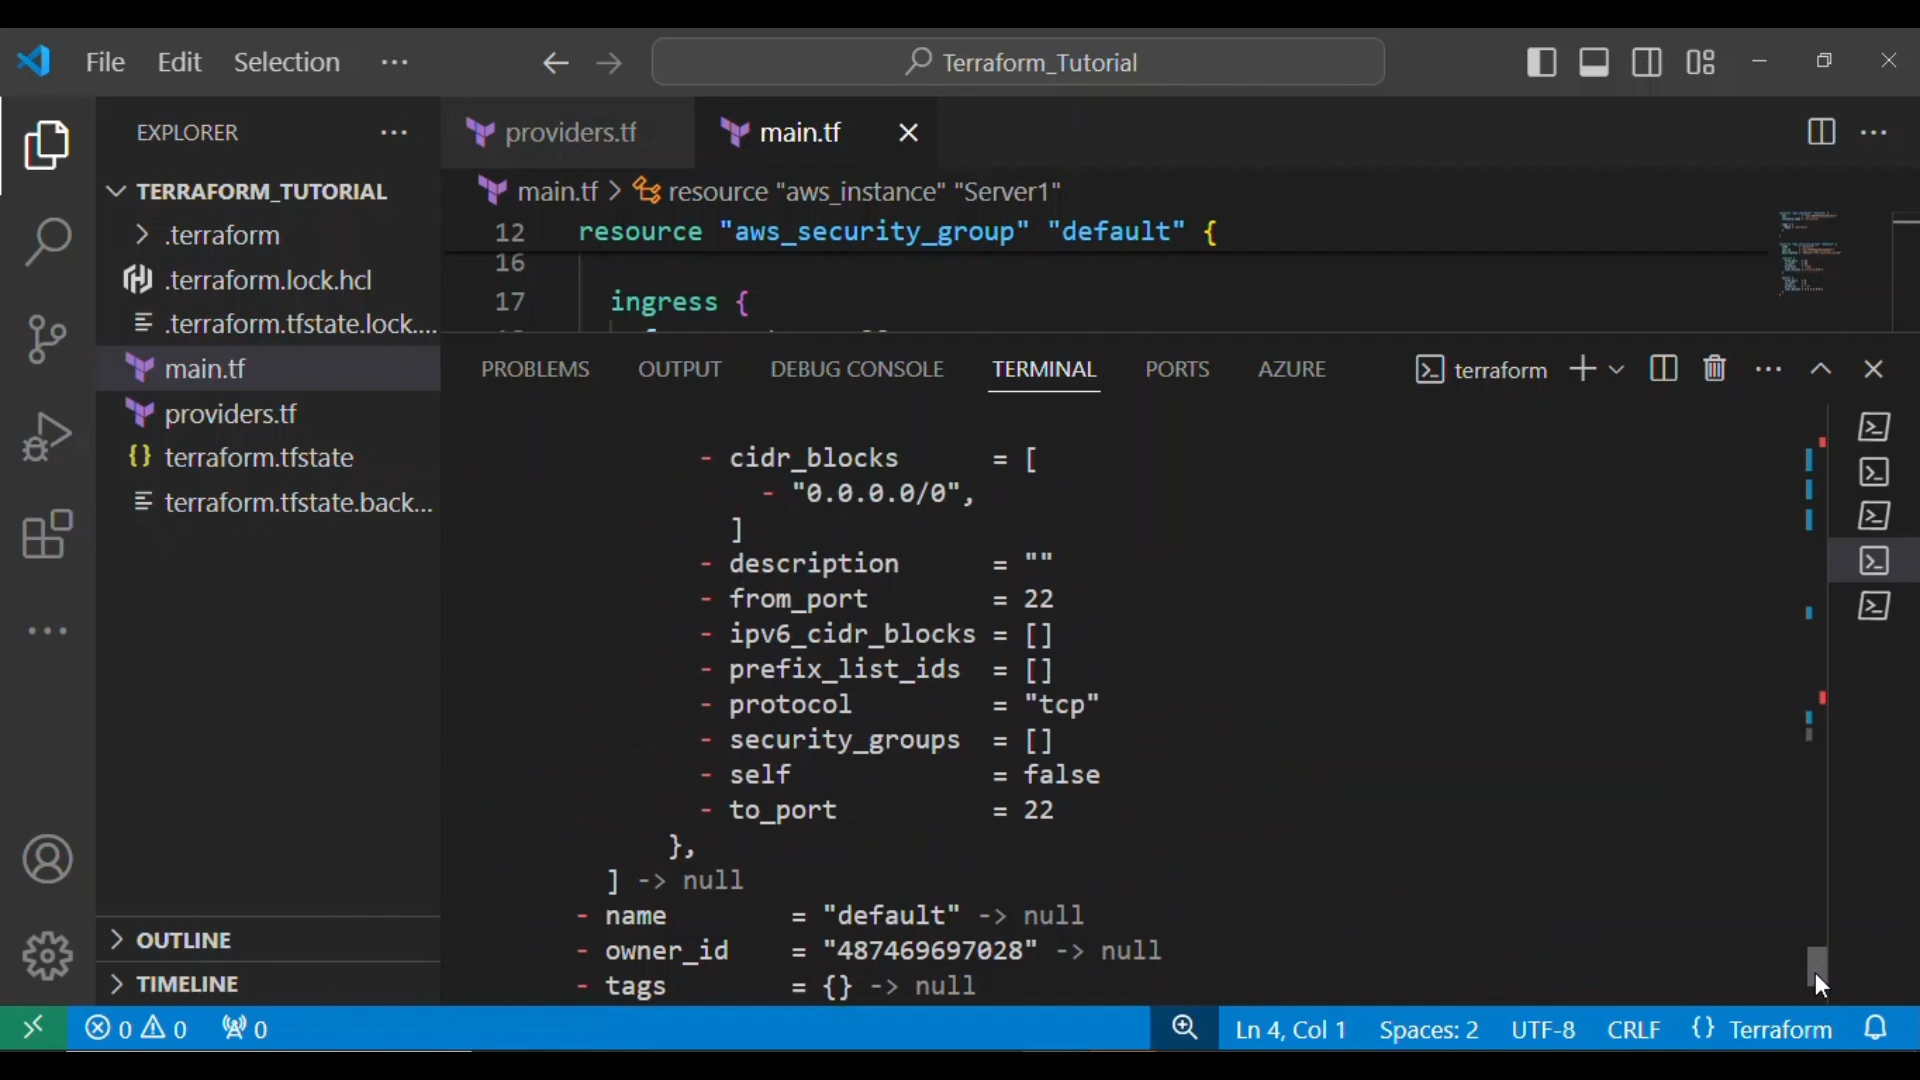 File Edit Selection ···
Terraform_Tutorial
EXPLORER
TERRAFORM_TUTORIAL
.terraform
.terraform.lock.hcl
.terraform.tfstate.lock....
main.tf
providers.tf
terraform.tfstate
terraform.tfstate.back...
OUTLINE
TIMELINE
providers.tf main.tf
main.tf > resource "aws_instance" "Server1"
12 resource "aws_security_group" "default" {
16
17 ingress {
PROBLEMS OUTPUT DEBUG CONSOLE TERMINAL PORTS AZURE terraform
- cidr_blocks = [
- "0.0.0.0/0",
]
- description = ""
- from_port = 22
- ipv6_cidr_blocks = []
- prefix_list_ids = []
- protocol = "tcp"
- security_groups = []
- self = false
- to_port = 22
},
] -> null
- name = "default" -> null
- owner_id = "487469697028" -> null
- tags = {} -> null
0 0 0 Ln 4, Col 1 Spaces: 2 UTF-8 CRLF {} Terraform